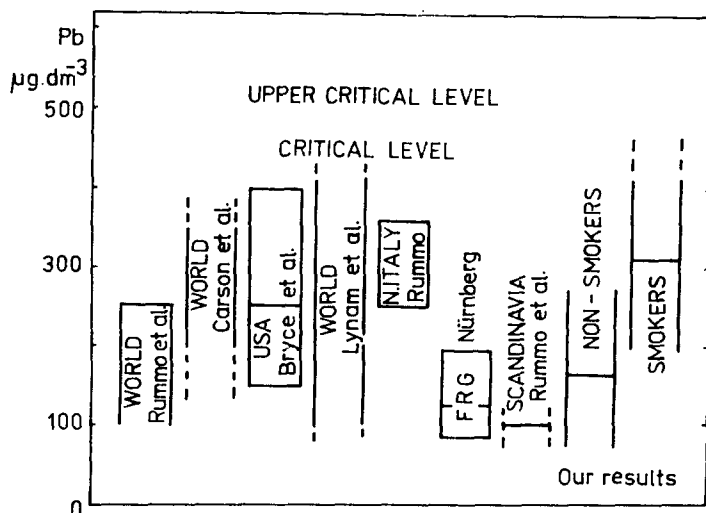 Pb
µg.dm⁻³
500
300
100
0
UPPER CRITICAL LEVEL
CRITICAL LEVEL
WORLD
Rummo et al.
WORLD
Carson et al.
USA
Bryce et al.
WORLD
Lynam et al.
N.ITALY
Rummo
FRG Nürnberg
SCANDINAVIA
Rummo et al.
NON-SMOKERS
SMOKERS
Our results